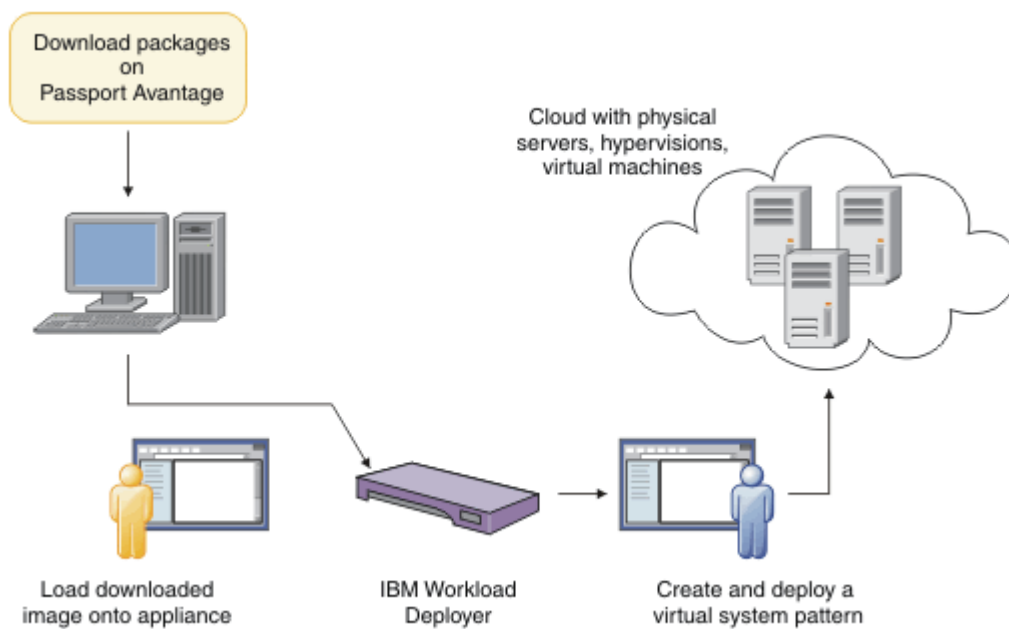 Download packages
on
Passport Avantage
Cloud with physical
servers, hypervisions,
virtual machines
Load downloaded
image onto appliance
IBM Workload
Deployer
Create and deploy a
virtual system pattern